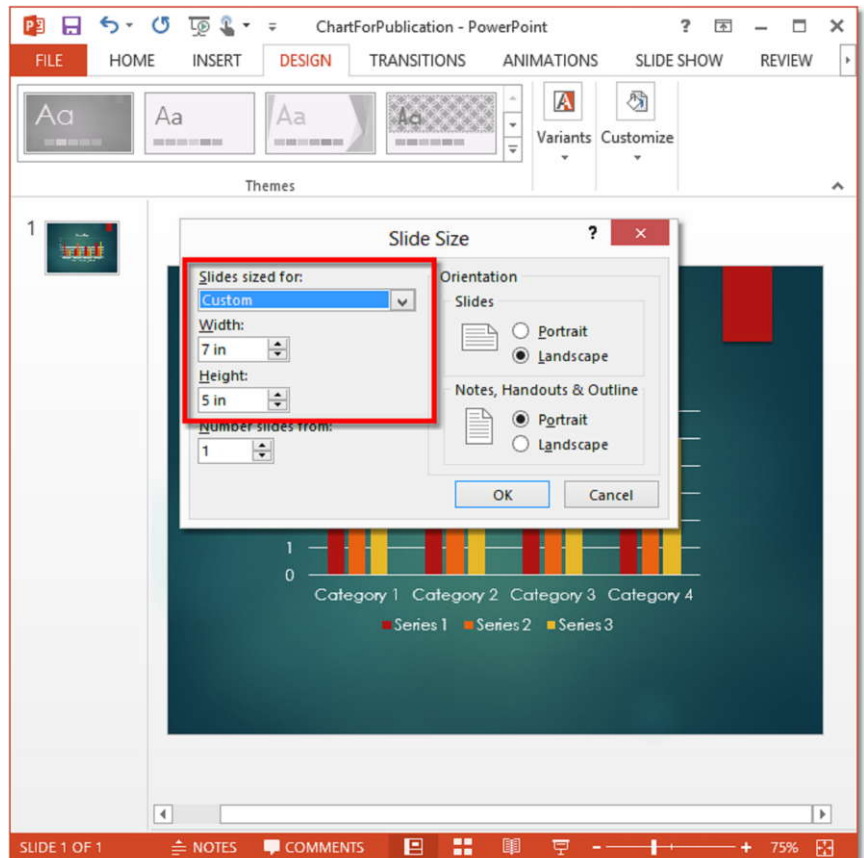 ChartForPublication - PowerPoint
FILE HOME INSERT DESIGN TRANSITIONS ANIMATIONS SLIDE SHOW REVIEW
Aa Aa Aa Aa
Variants Customize
Themes
1
Slide Size
Slides sized for:
Custom
Width:
7 in
Height:
5 in
Number slides from:
1
Orientation
Slides
Portrait
Landscape
Notes, Handouts & Outline
Portrait
Landscape
OK Cancel
1
0
Category 1 Category 2 Category 3 Category 4
Series 1 Series 2 Series 3
SLIDE 1 OF 1 NOTES COMMENTS 75%